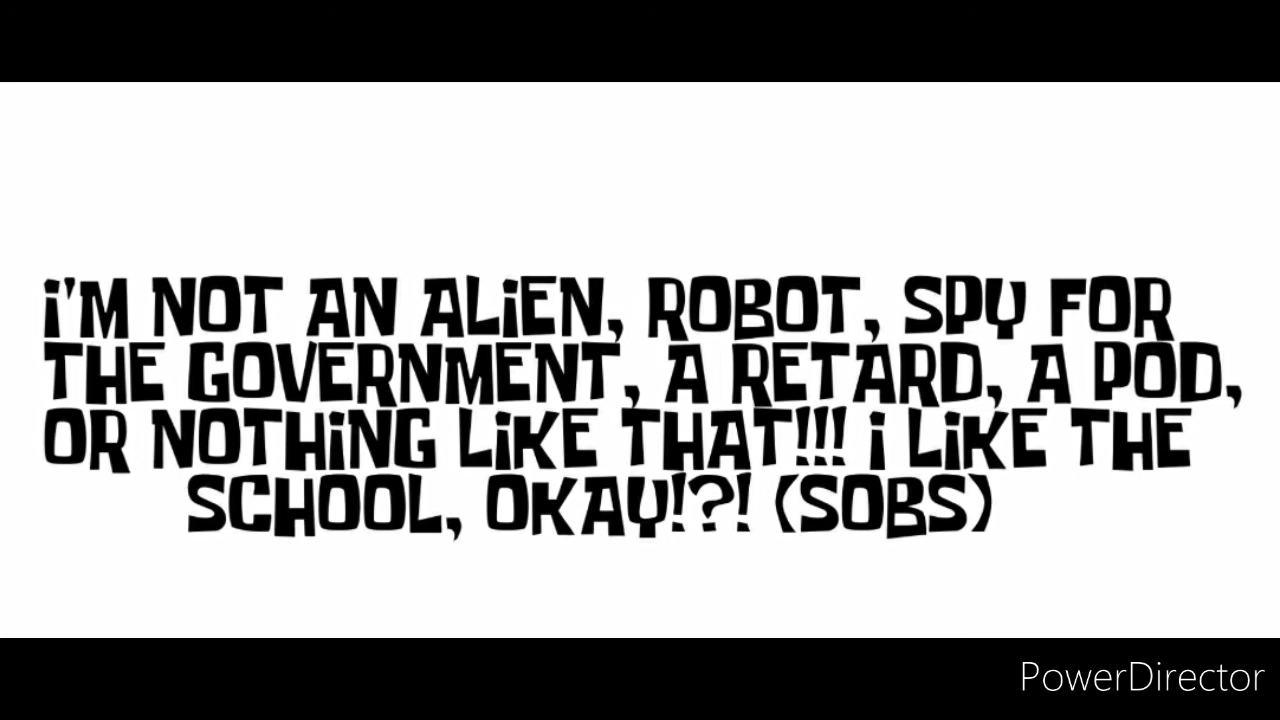 i'M NOT AN ALiEN, ROBOT, SPY FOR
THE GOVERNMENT, A RETARD, A POD,
OR NOTHiNG LiKE THAT!!! i LiKE THE
SCHOOL, OKAY!?! (SOBS)
PowerDirector